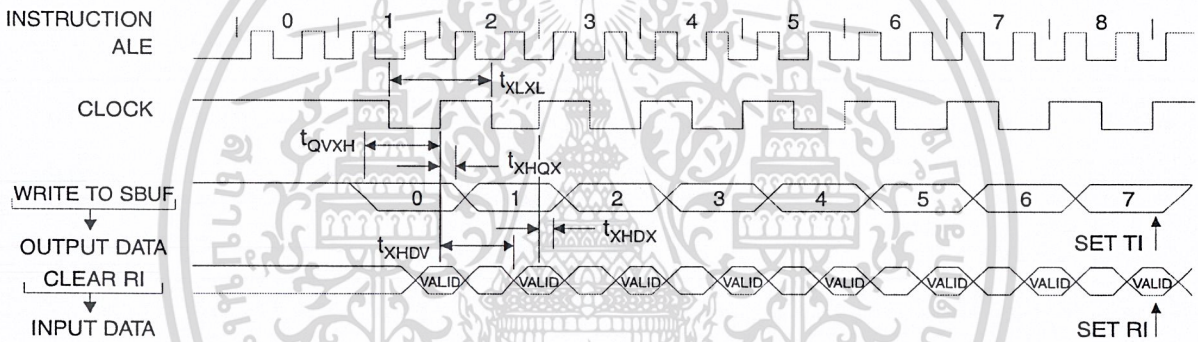 INSTRUCTION 0 1 2 3 4 5 6 7 8
ALE
tXLXL
CLOCK
tQVXH
tXHQX
WRITE TO SBUF
0 1 2 3 4 5 6 7
OUTPUT DATA
tXHDV
tXHDX
SET TI
CLEAR RI
VALID VALID VALID VALID VALID VALID VALID VALID
INPUT DATA
SET RI